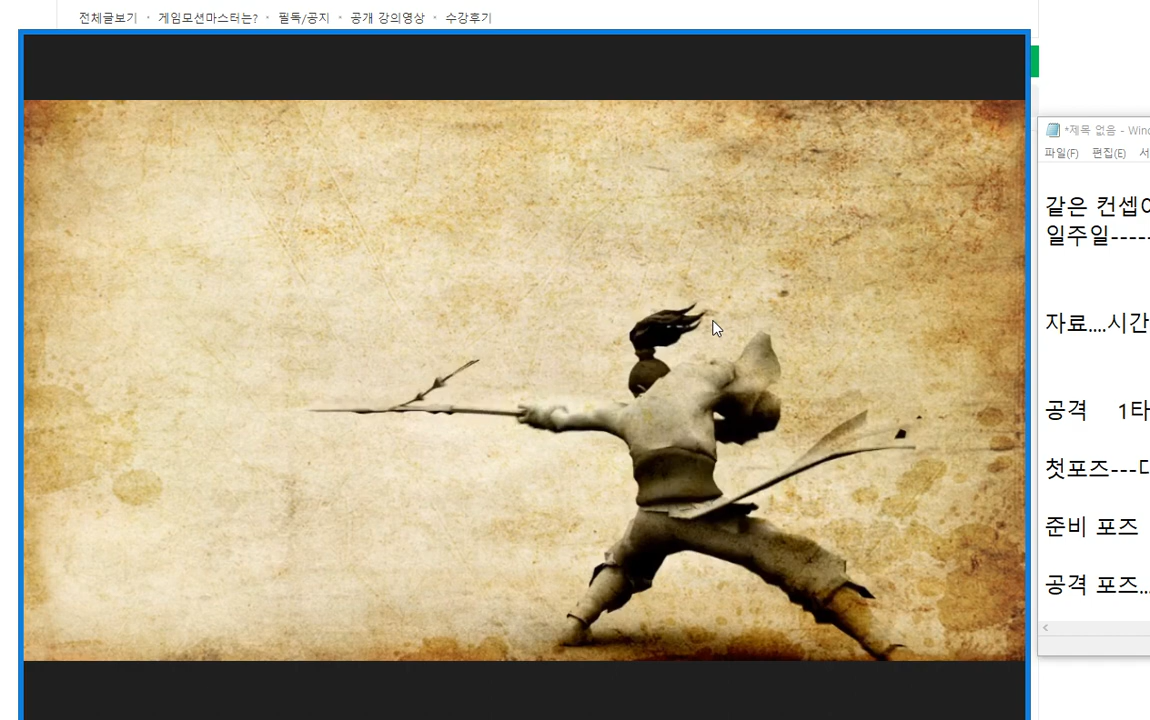 전체글보기 · 게임모션마스터는? · 필독/공지 · 공개 강의영상 · 수강후기
*제목 없음 - Wind
파일(F) 편집(E) 서
같은 컨셉이
일주일-----
자료....시간
공격 1타
첫포즈---디
준비 포즈
공격 포즈...